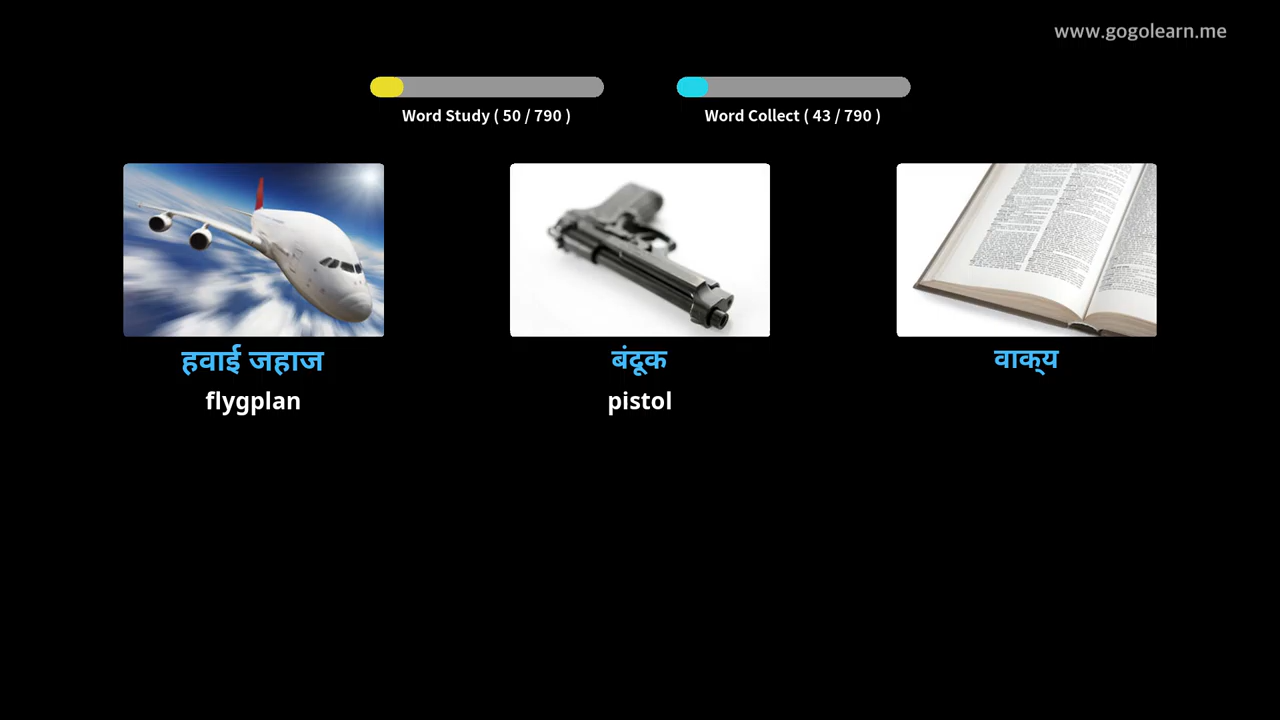 www.gogolearn.me
Word Study ( 50 / 790 )
Word Collect ( 43 / 790 )
हवाई जहाज
बंदूक
वाक्य
flygplan
pistol